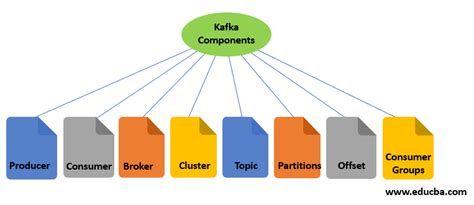 Kafka
Components
Producer
Consumer
Broker
Cluster
Topic
Partitions
Offset
Consumer
Groups
www.educba.com